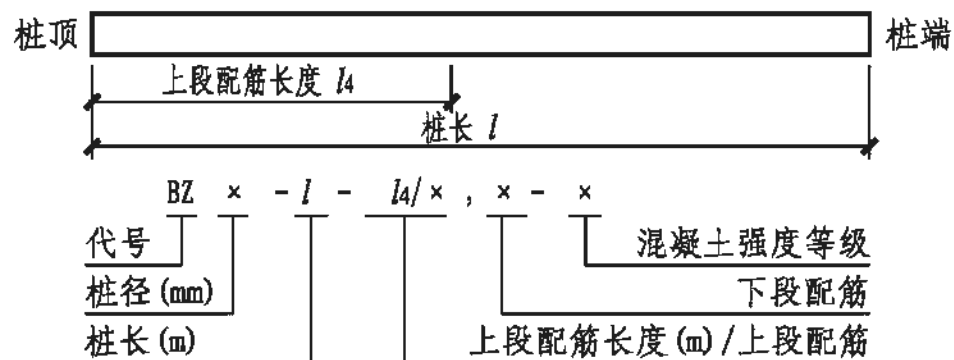 桩顶 桩端
上段配筋长度 l4
桩长 l
BZ × - l - l4/× , × - ×
代号 混凝土强度等级
桩径(mm) 下段配筋
桩长(m) 上段配筋长度(m)/上段配筋